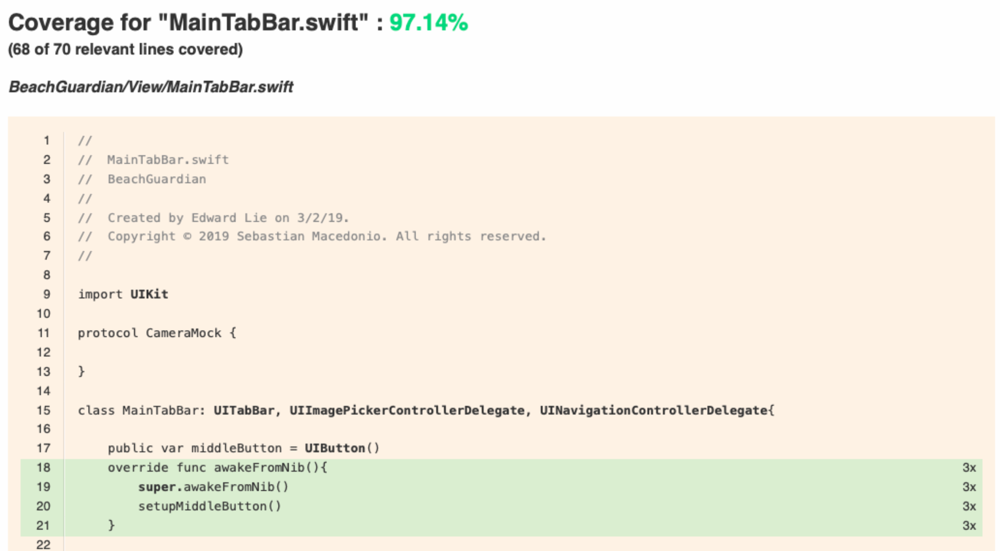 Coverage for "MainTabBar.swift" : 97.14%
(68 of 70 relevant lines covered)
BeachGuardian/View/MainTabBar.swift
1 //
2 //  MainTabBar.swift
3 //  BeachGuardian
4 //
5 //  Created by Edward Lie on 3/2/19.
6 //  Copyright © 2019 Sebastian Macedonio. All rights reserved.
7 //
8
9 import UIKit
10
11 protocol CameraMock {
12
13 }
14
15 class MainTabBar: UITabBar, UIImagePickerControllerDelegate, UINavigationControllerDelegate{
16
17     public var middleButton = UIButton()
18     override func awakeFromNib(){ 3x
19         super.awakeFromNib() 3x
20         setupMiddleButton() 3x
21     } 3x
22